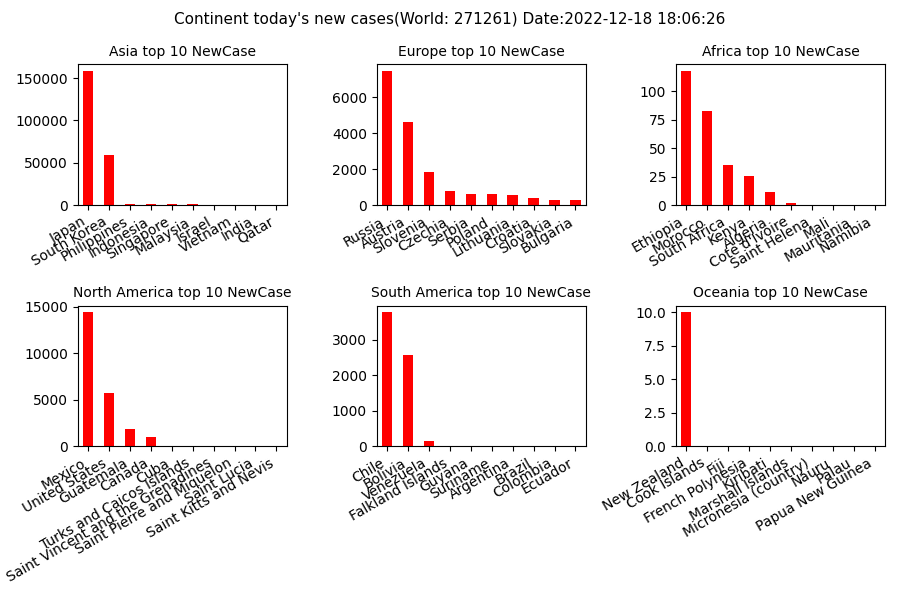 Continent today's new cases(World: 271261) Date:2022-12-18 18:06:26
Asia top 10 NewCase
150000
100000
50000
0
Japan
South Korea
Philippines
Indonesia
Singapore
Malaysia
Israel
Vietnam
India
Qatar
Europe top 10 NewCase
6000
4000
2000
0
Russia
Austria
Slovenia
Czechia
Serbia
Poland
Lithuania
Croatia
Slovakia
Bulgaria
Africa top 10 NewCase
100
75
50
25
0
Ethiopia
Morocco
South Africa
Kenya
Algeria
Cote d'Ivoire
Saint Helena
Mali
Mauritania
Namibia
North America top 10 NewCase
15000
10000
5000
0
Mexico
United States
Guatemala
Canada
Cuba
Turks and Caicos Islands
Saint Vincent and the Grenadines
Saint Pierre and Miquelon
Saint Lucia
Saint Kitts and Nevis
South America top 10 NewCase
3000
2000
1000
0
Chile
Bolivia
Venezuela
Falkland Islands
Guyana
Suriname
Argentina
Brazil
Colombia
Ecuador
Oceania top 10 NewCase
10.0
7.5
5.0
2.5
0.0
New Zealand
Cook Islands
Fiji
French Polynesia
Kiribati
Marshall Islands
Micronesia (country)
Nauru
Palau
Papua New Guinea